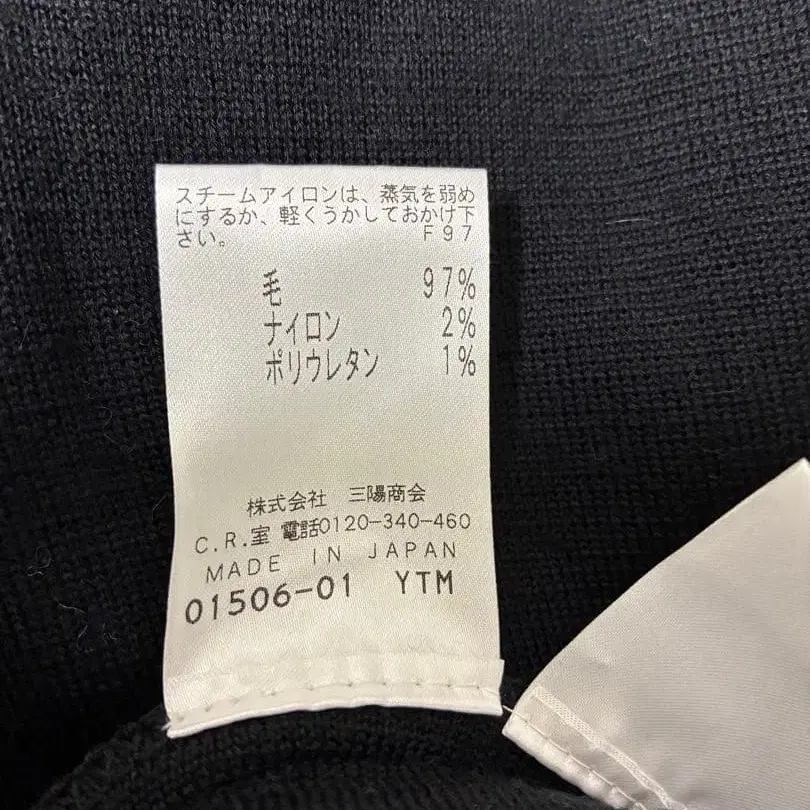 スチームアイロンは、蒸気を弱め
にするか、軽くうかしておかけ下
さい。 F97
毛 97%
ナイロン 2%
ポリウレタン 1%
株式会社 三陽商会
C.R.室 電話0120-340-460
MADE IN JAPAN
01506-01 YTM